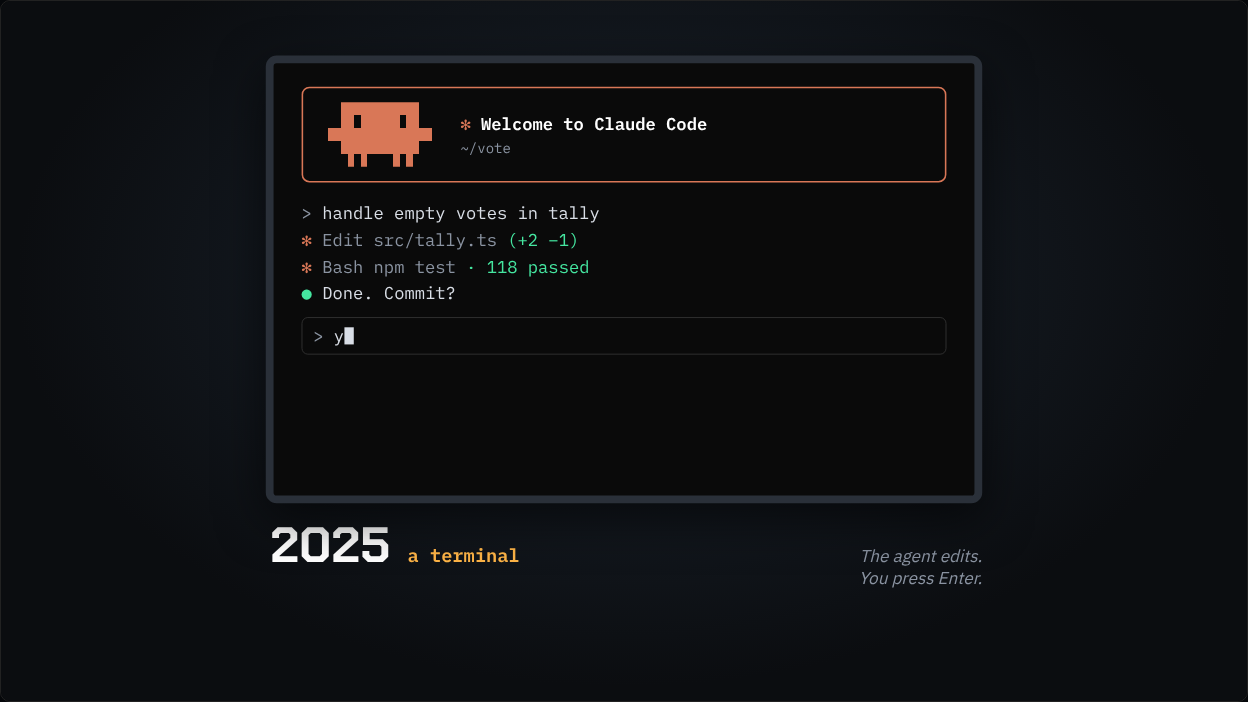 ✻ Welcome to Claude Code
~/vote
> handle empty votes in tally
✻ Edit src/tally.ts (+2 −1)
✻ Bash npm test · 118 passed
● Done. Commit?
> y
2025 a terminal
The agent edits.
You press Enter.